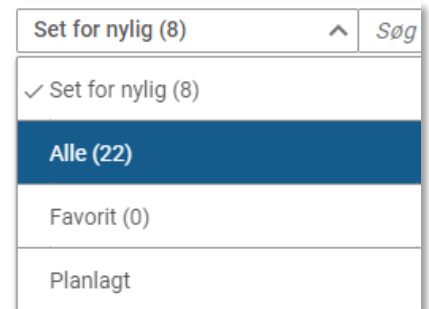 Set for nylig (8)
Søg
Set for nylig (8)
Alle (22)
Favorit (0)
Planlagt